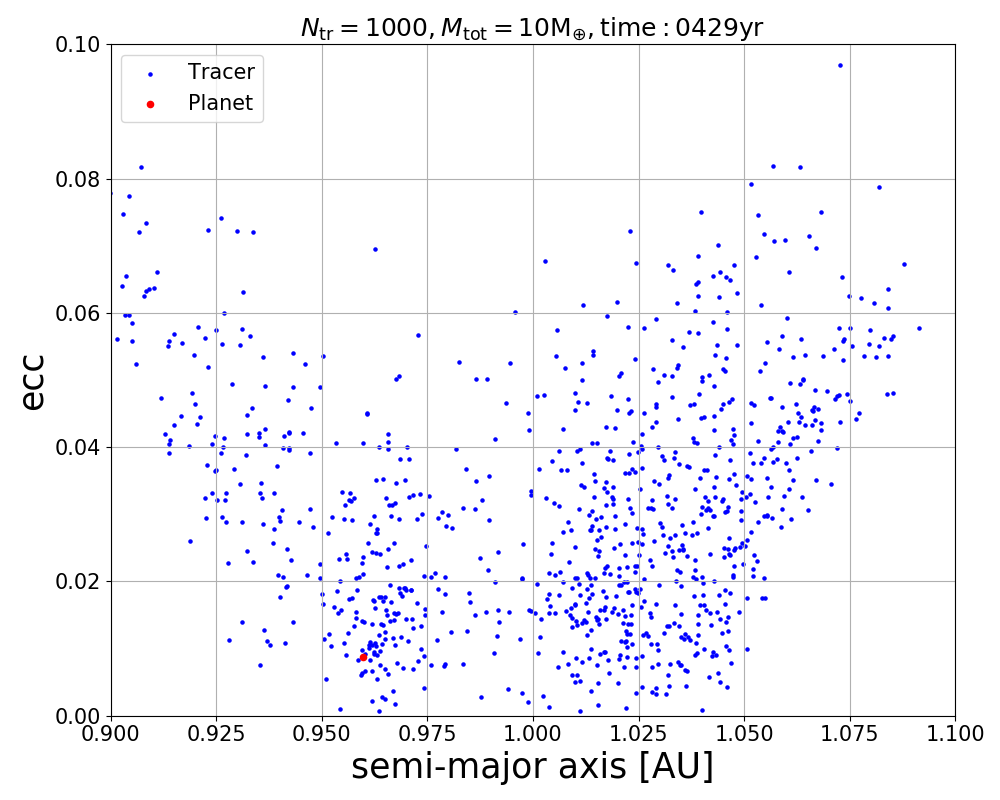 N_tr = 1000, M_tot = 10M_⊕, time : 0429yr
0.10
0.08
0.06
0.04
0.02
0.00
ecc
Tracer
Planet
0.900 0.925 0.950 0.975 1.000 1.025 1.050 1.075 1.100
semi-major axis [AU]